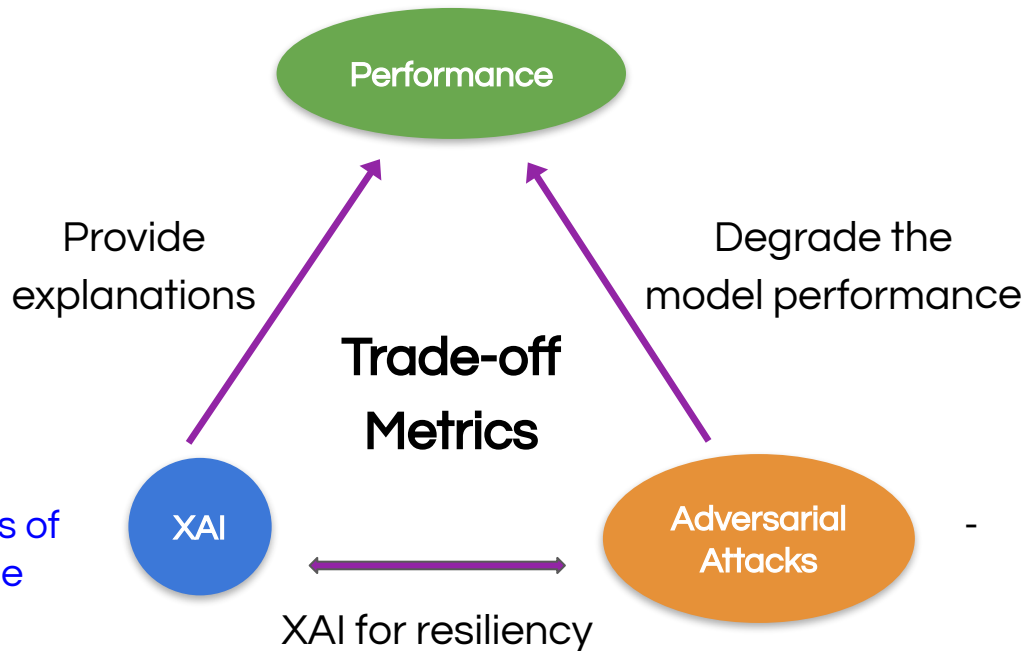 Performance
Provide
explanations
Degrade the
model performance
Trade-off
Metrics
s of
e
XAI
Adversarial
Attacks
-
XAI for resiliency